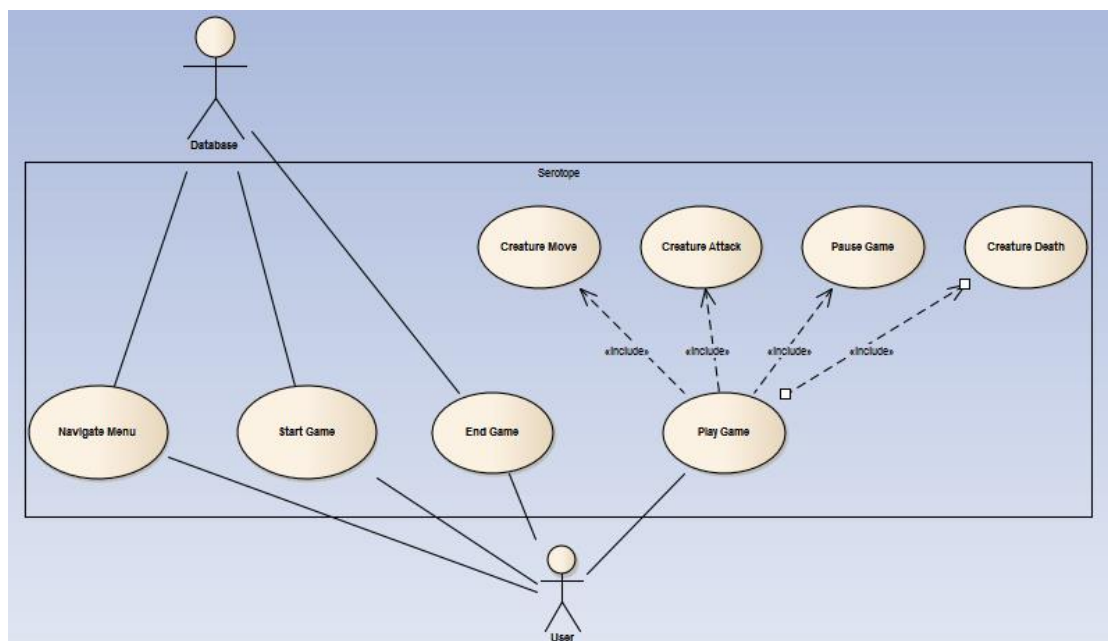 Database
Serotope
Creature Move
Creature Attack
Pause Game
Creature Death
«include»
«include»
«include»
«include»
Navigate Menu
Start Game
End Game
Play Game
User